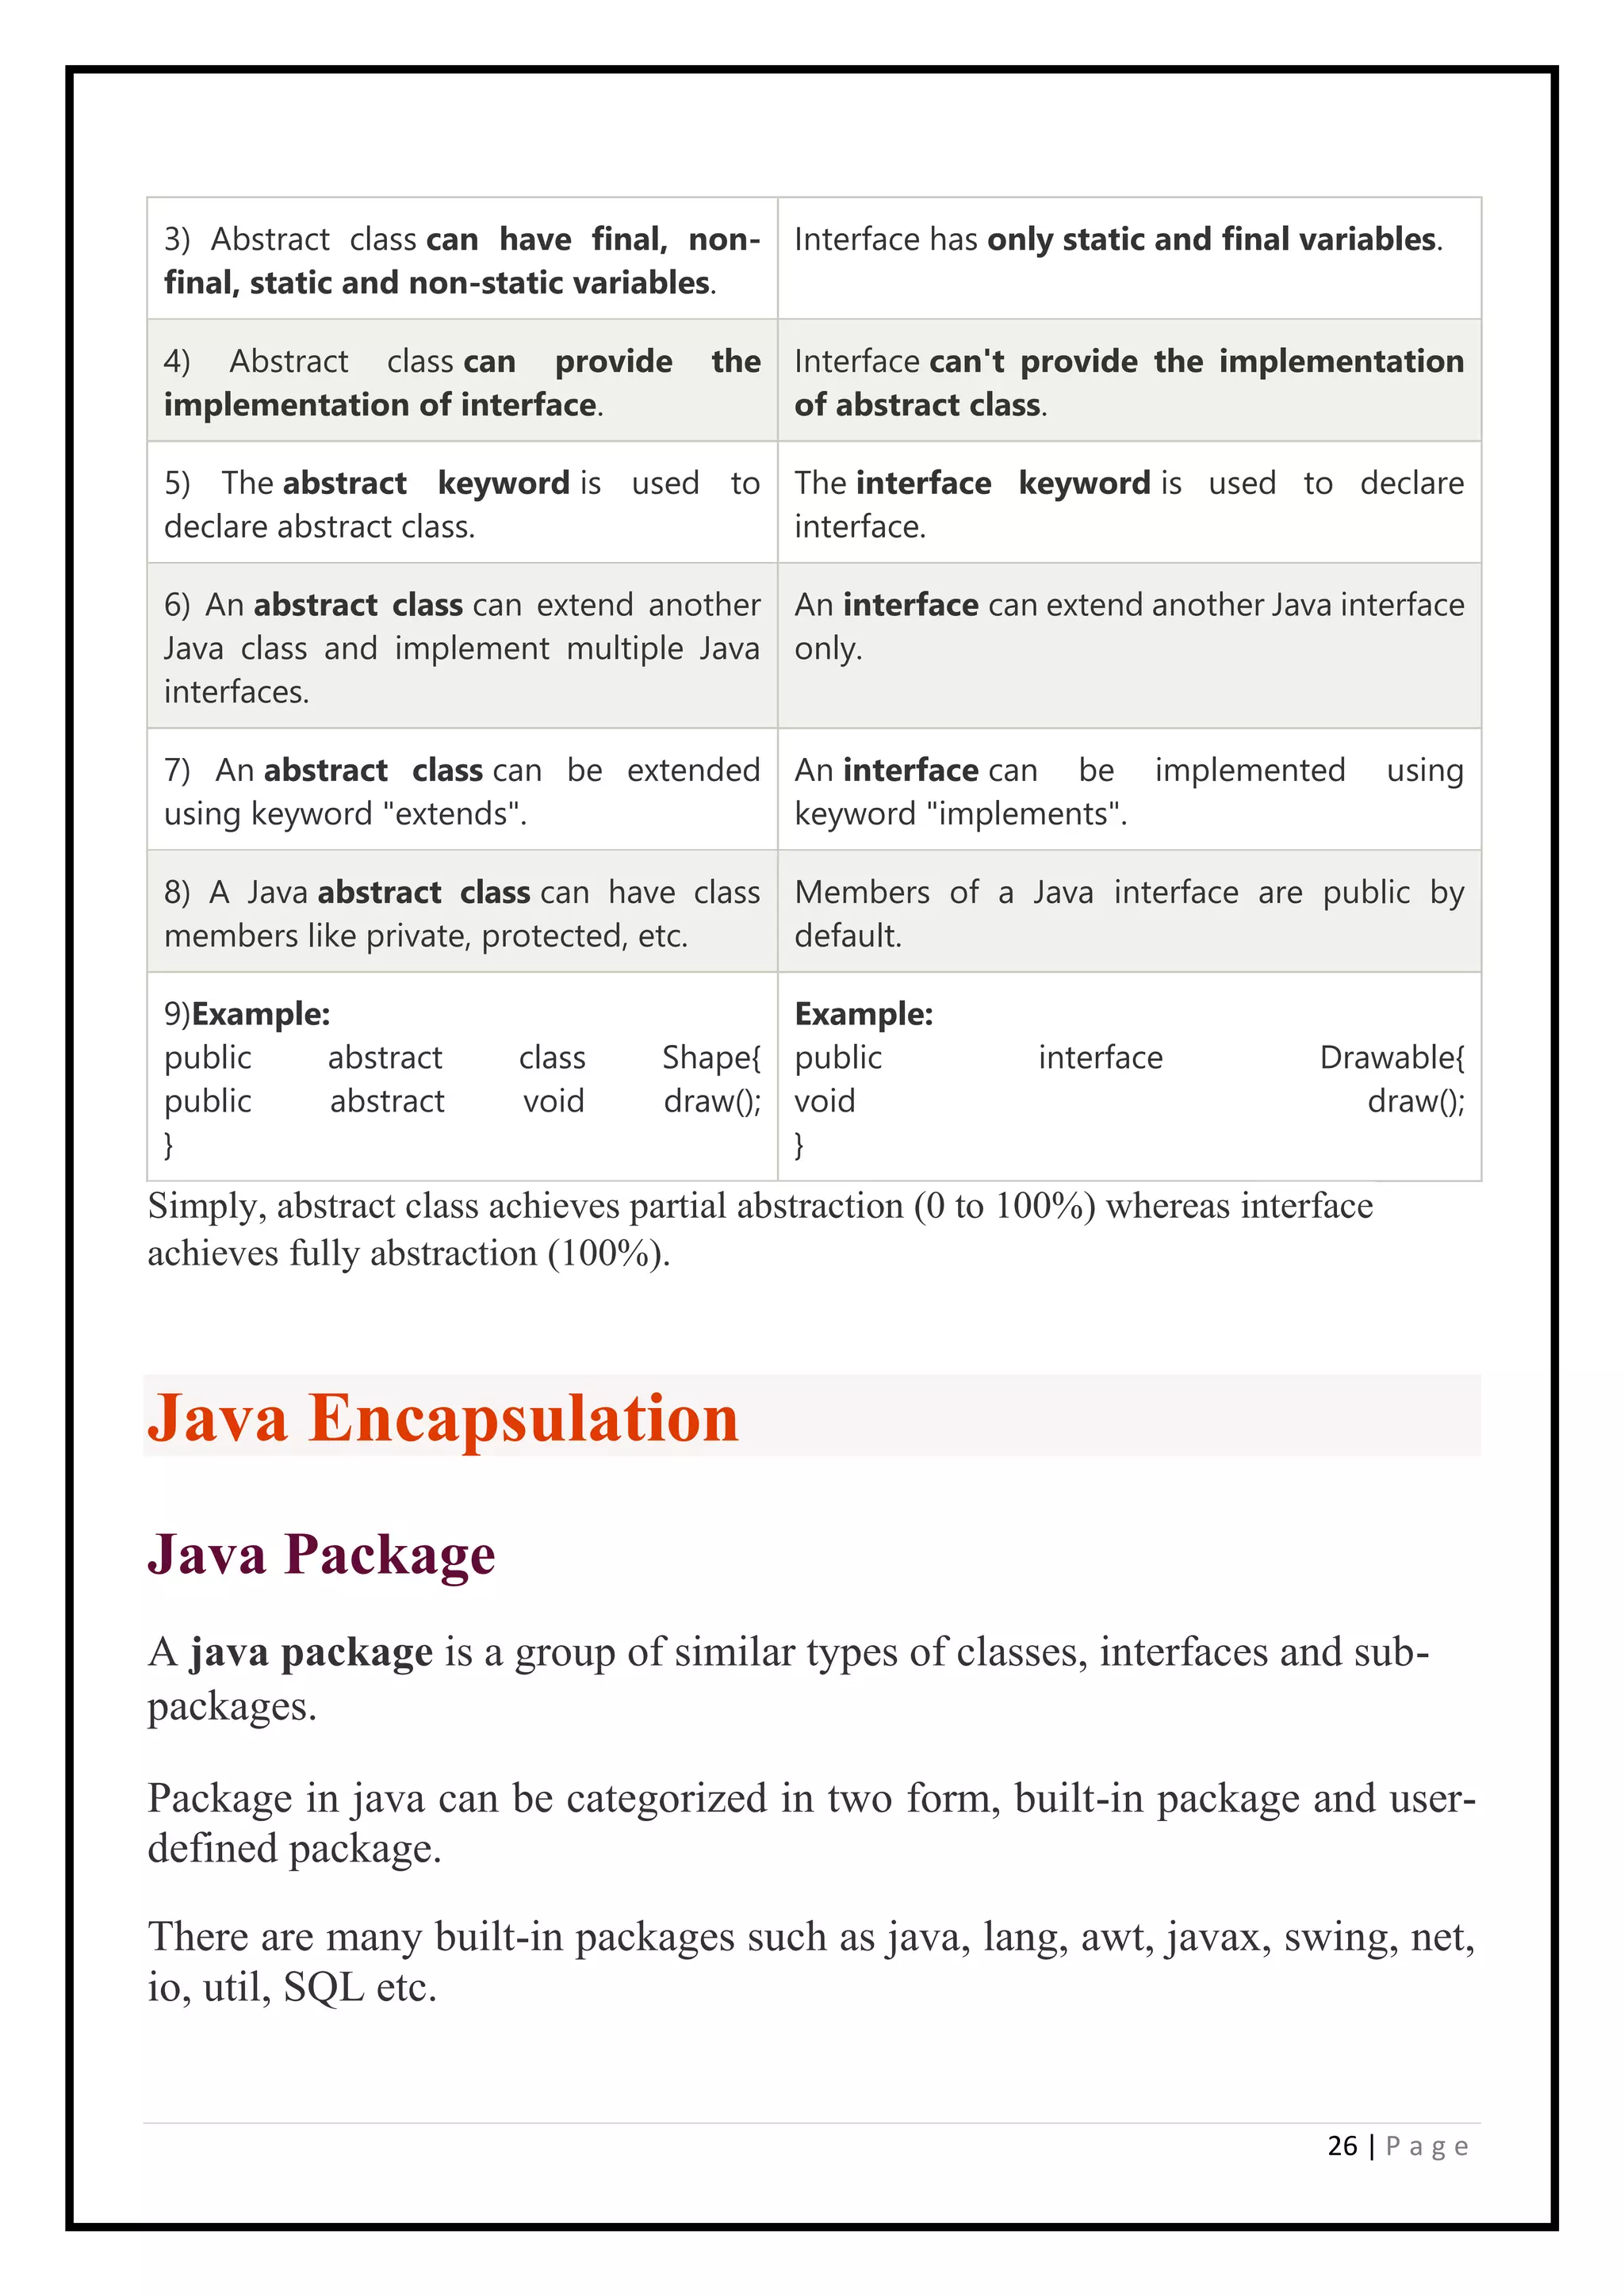 3) Abstract class can have final, non-
final, static and non-static variables.
Interface has only static and final variables.
4) Abstract class can provide the
implementation of interface.
Interface can't provide the implementation
of abstract class.
5) The abstract keyword is used to
declare abstract class.
The interface keyword is used to declare
interface.
6) An abstract class can extend another
Java class and implement multiple Java
interfaces.
An interface can extend another Java interface
only.
7) An abstract class can be extended
using keyword "extends".
An interface can be implemented using
keyword "implements".
8) A Java abstract class can have class
members like private, protected, etc.
Members of a Java interface are public by
default.
9)Example:
public abstract class Shape{
public abstract void draw();
}
Example:
public interface Drawable{
void draw();
}
Simply, abstract class achieves partial abstraction (0 to 100%) whereas interface
achieves fully abstraction (100%).
Java Encapsulation
Java Package
A java package is a group of similar types of classes, interfaces and sub-
packages.
Package in java can be categorized in two form, built-in package and user-
defined package.
There are many built-in packages such as java, lang, awt, javax, swing, net,
io, util, SQL etc.
26 | P a g e